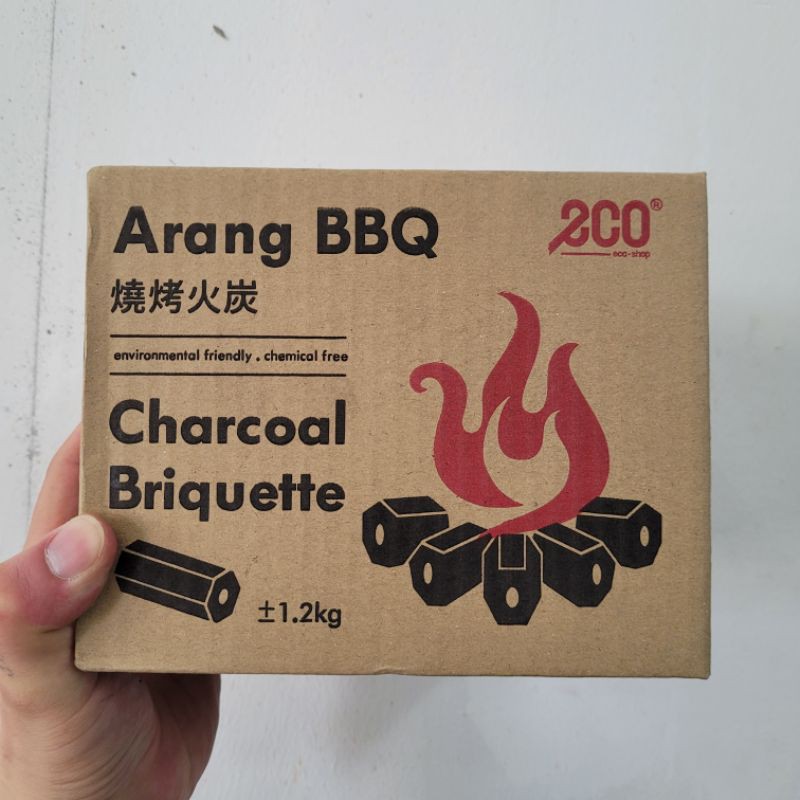 Arang BBQ
eco®
eco-shop
燒烤火炭
environmental friendly . chemical free
Charcoal
Briquette
±1.2kg